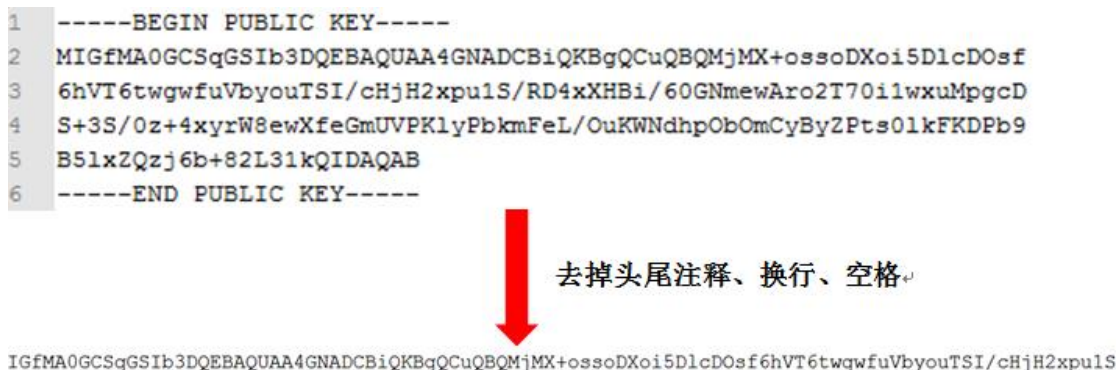 1 -----BEGIN PUBLIC KEY-----
2 MIGfMA0GCSqGSIb3DQEBAQUAA4GNADCBiQKBgQCuQBQMjMX+ossoDXoi5DlcDOsf
3 6hVT6twgwfuVbyouTSI/cHjH2xpu1S/RD4xXHBi/60GNmewAro2T70i1wxuMpgcD
4 S+3S/0z+4xyrW8ewXfeGmUVPKlyPbkmFeL/OuKWNdhpObOmCyByZPts0lkFKDPb9
5 B5lxZQzj6b+82L31kQIDAQAB
6 -----END PUBLIC KEY-----
去掉头尾注释、换行、空格
IGfMA0GCSqGSIb3DQEBAQUAA4GNADCBiQKBgQCuQBQMjMX+ossoDXoi5DlcDOsf6hVT6twgwfuVbyouTSI/cHjH2xpu1S